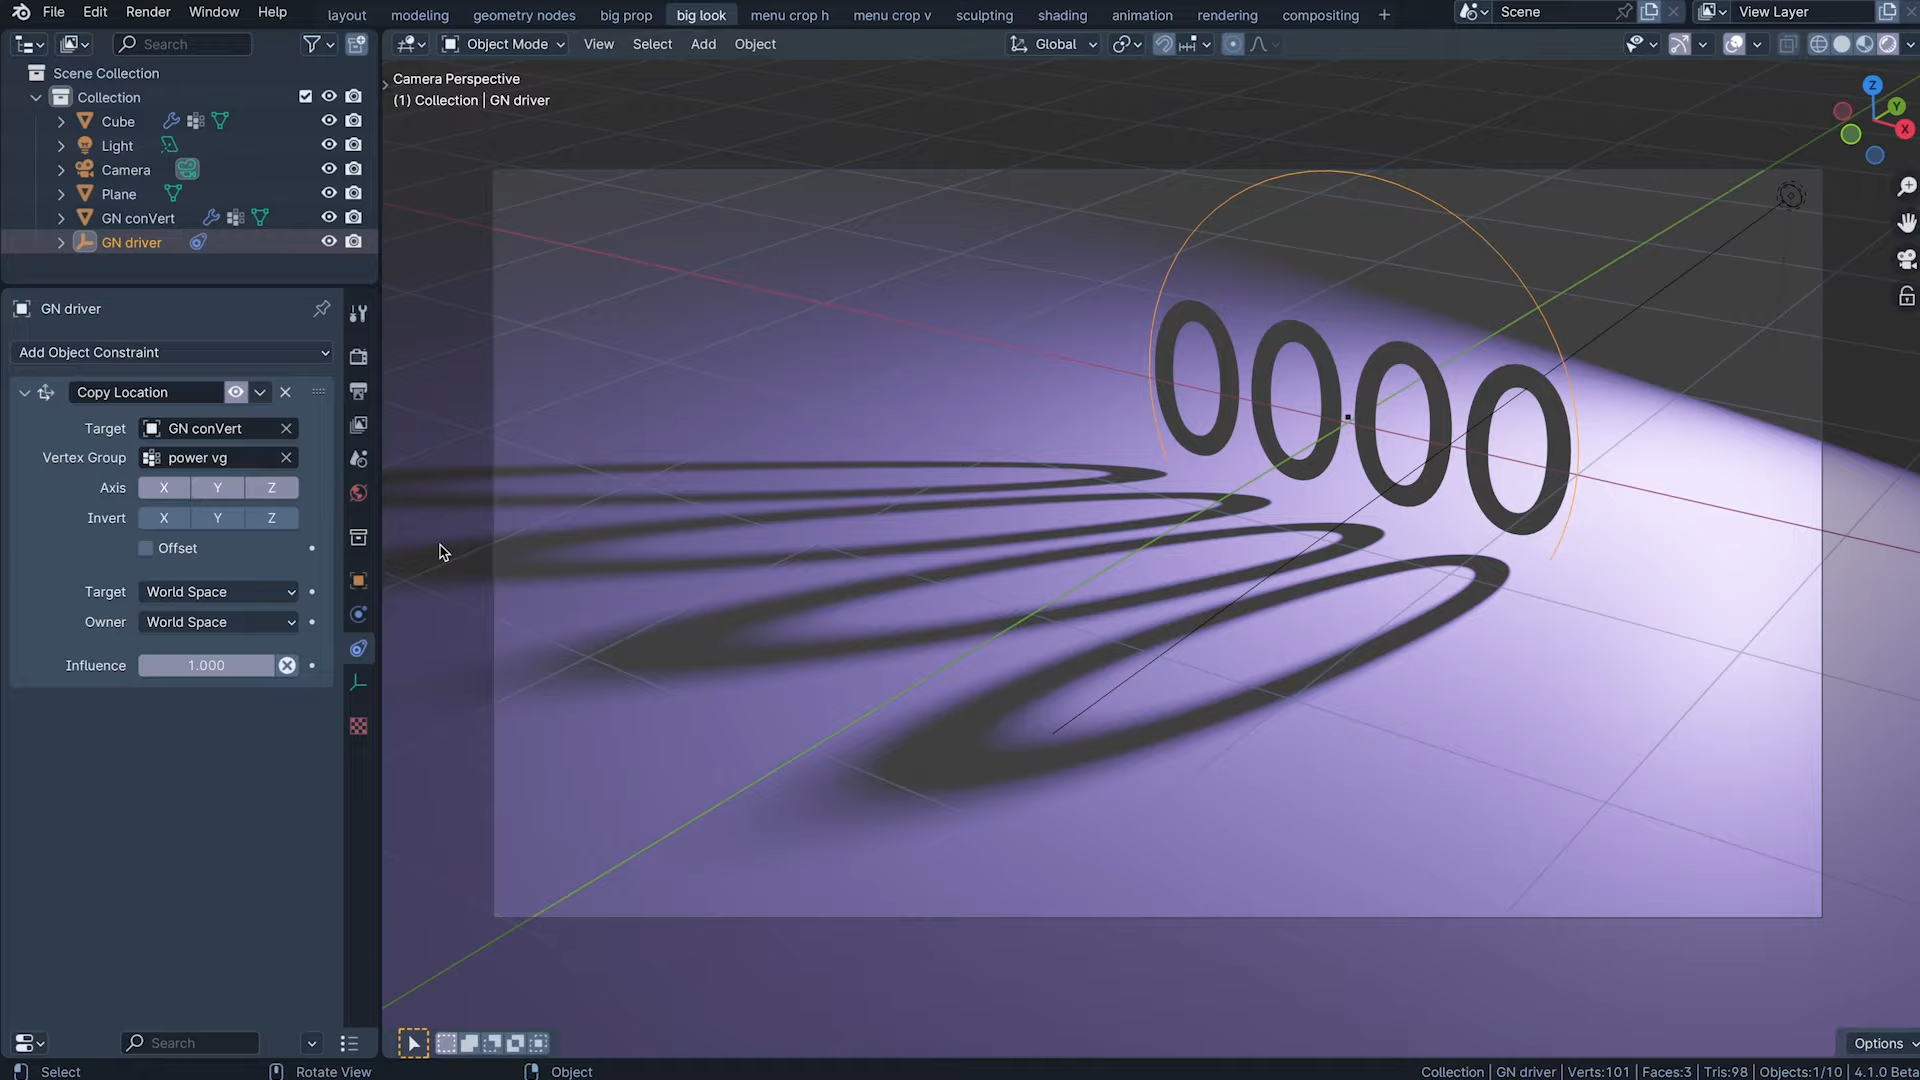 File Edit Render Window Help layout modeling geometry nodes big prop big look menu crop h menu crop v sculpting shading animation rendering compositing + Scene View Layer
Search Object Mode View Select Add Object Global
Scene Collection
Collection
Cube
Light
Camera
Plane
GN conVert
GN driver
Camera Perspective
(1) Collection | GN driver
Z
Y
X
0000
GN driver
Add Object Constraint
Copy Location
Target GN conVert
Vertex Group power vg
Axis X Y Z
Invert X Y Z
Offset
Target World Space
Owner World Space
Influence 1.000
Search
Options
Select Rotate View Object Collection | GN driver | Verts:101 | Faces:3 | Tris:98 | Objects:1/10 | 4.1.0 Beta